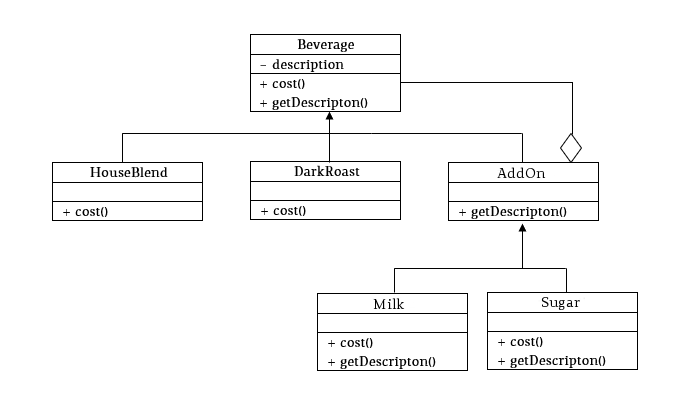 Beverage
– description
+ cost()
+ getDescripton()
HouseBlend
+ cost()
DarkRoast
+ cost()
AddOn
+ getDescripton()
Milk
+ cost()
+ getDescripton()
Sugar
+ cost()
+ getDescripton()